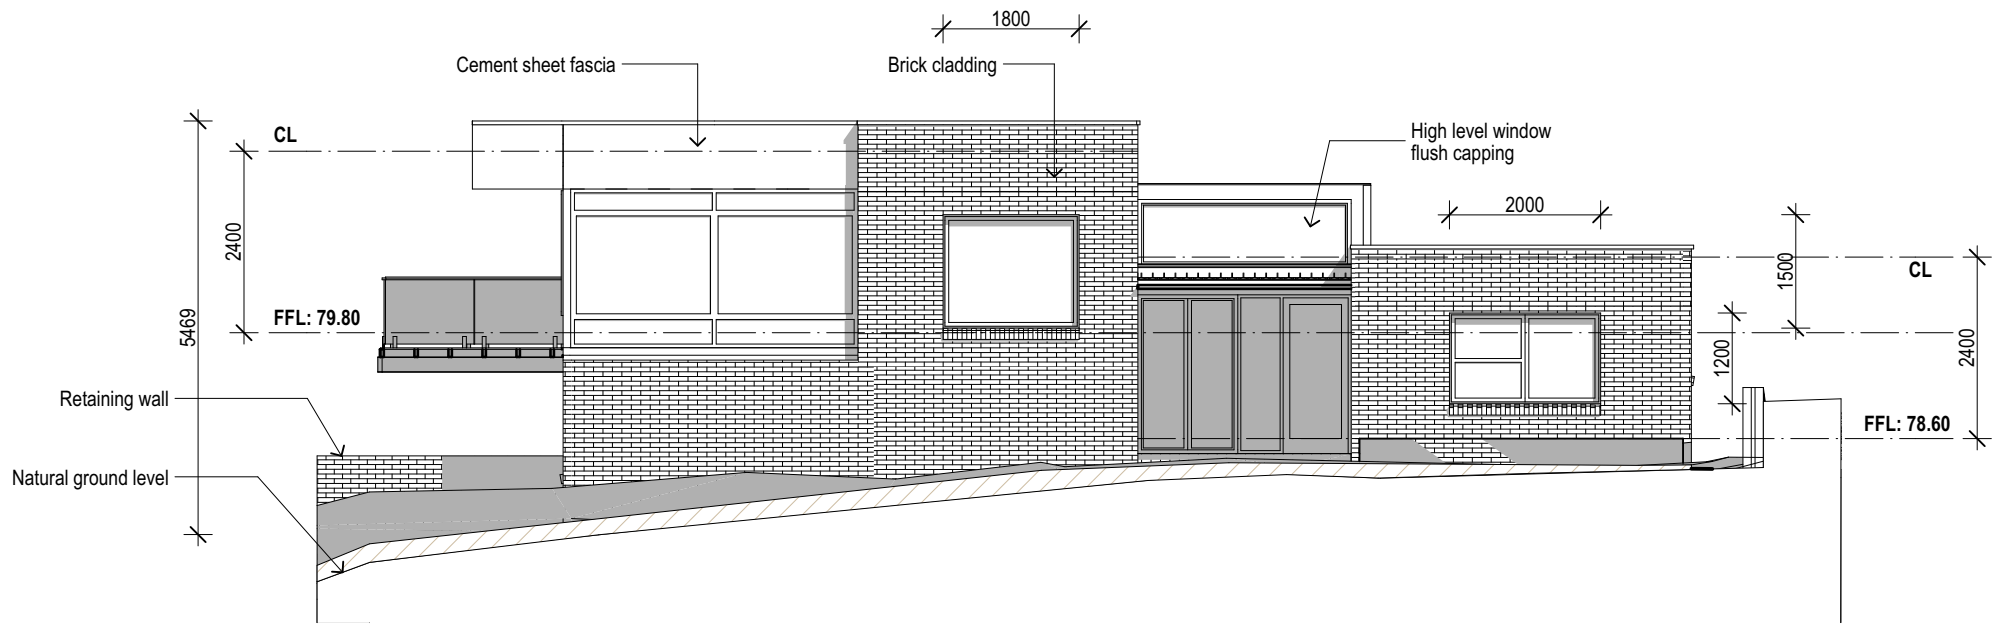 1800
Cement sheet fascia
Brick cladding
CL
High level window
flush capping
2000
2400
1500
CL
FFL: 79.80
5469
2400
1200
Retaining wall
FFL: 78.60
Natural ground level